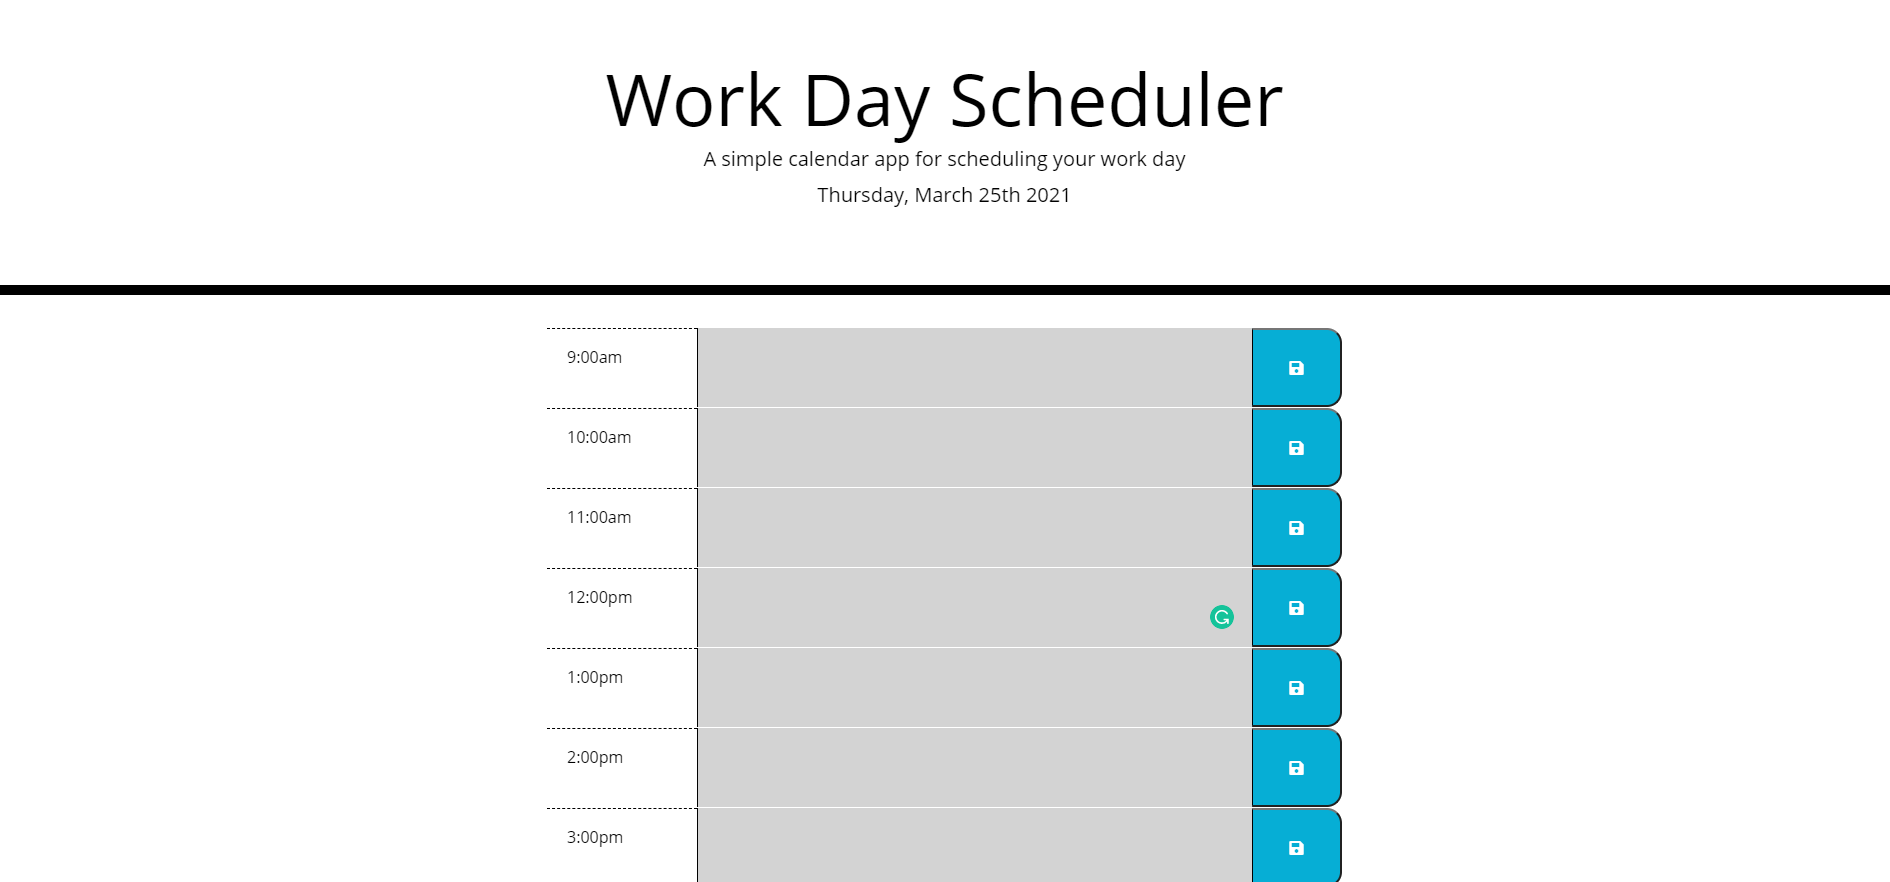 Work Day Scheduler
A simple calendar app for scheduling your work day
Thursday, March 25th 2021
9:00am
10:00am
11:00am
12:00pm
1:00pm
2:00pm
3:00pm